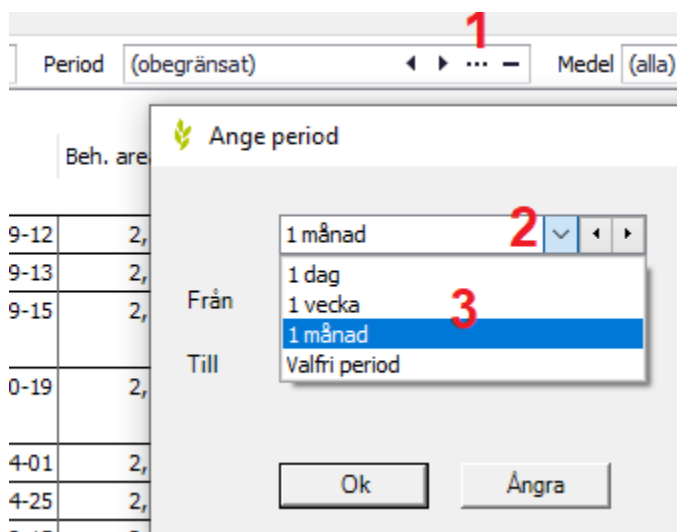 1
Period (obegränsat) ... Medel (alla)
Ange period
Beh. area
9-12 2,
1 månad 2
9-13 2,
1 dag
9-15 2,
Från 1 vecka 3
1 månad
Till Valfri period
0-19 2,
4-01 2,
Ok Ångra
4-25 2,